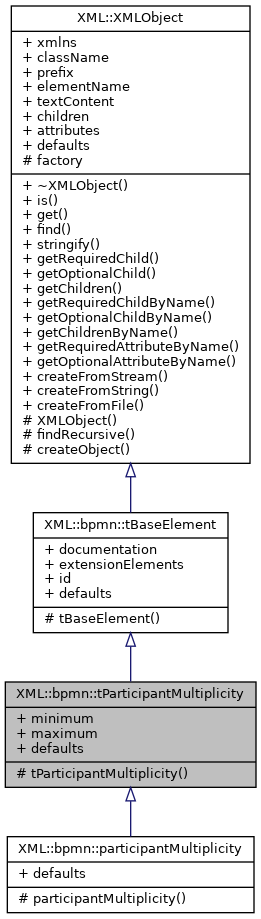 XML::XMLObject
+ xmlns
+ className
+ prefix
+ elementName
+ textContent
+ children
+ attributes
+ defaults
# factory
+ ~XMLObject()
+ is()
+ get()
+ find()
+ stringify()
+ getRequiredChild()
+ getOptionalChild()
+ getChildren()
+ getRequiredChildByName()
+ getOptionalChildByName()
+ getChildrenByName()
+ getRequiredAttributeByName()
+ getOptionalAttributeByName()
+ createFromStream()
+ createFromString()
+ createFromFile()
# XMLObject()
# findRecursive()
# createObject()
XML::bpmn::tBaseElement
+ documentation
+ extensionElements
+ id
+ defaults
# tBaseElement()
XML::bpmn::tParticipantMultiplicity
+ minimum
+ maximum
+ defaults
# tParticipantMultiplicity()
XML::bpmn::participantMultiplicity
+ defaults
# participantMultiplicity()